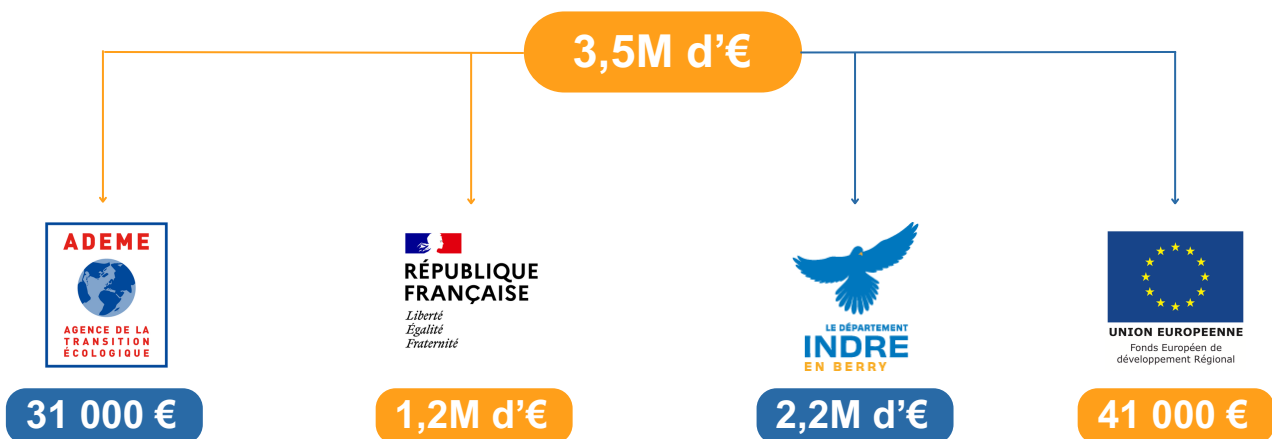 3,5M d’€
ADEME
AGENCE DE LA
TRANSITION
ÉCOLOGIQUE
31 000 €
RÉPUBLIQUE
FRANÇAISE
Liberté
Égalité
Fraternité
1,2M d’€
LE DÉPARTEMENT
INDRE
EN BERRY
2,2M d’€
UNION EUROPEENNE
Fonds Européen de
développement Régional
41 000 €